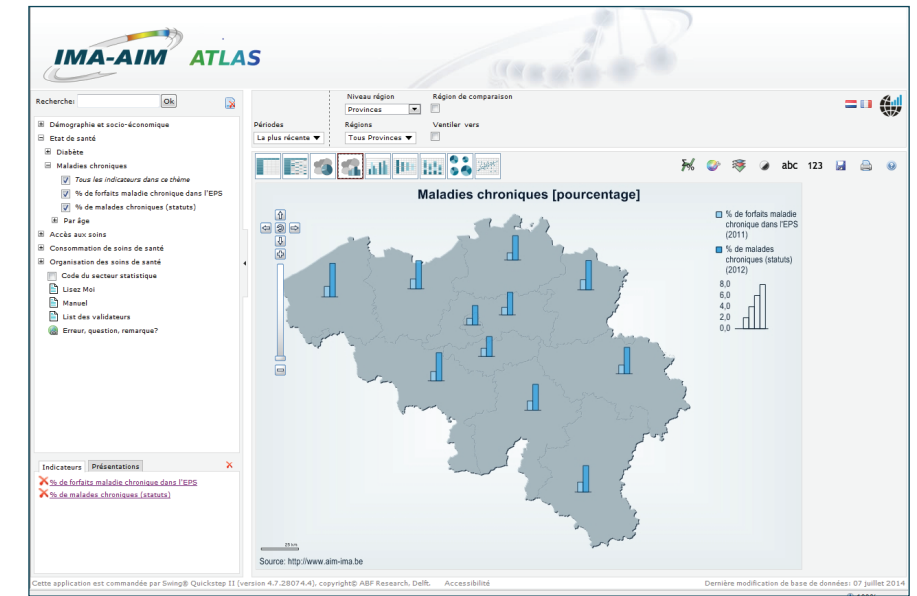 IMA-AIM ATLAS
Recherche: Ok
Niveau région
Région de comparaison
Provinces
Périodes
Régions
Ventiler vers
La plus récente ▼
Tous Provinces ▼
Démographie et socio-économique
Etat de santé
Diabète
Maladies chroniques
Tous les indicateurs dans ce thème
% de forfaits maladie chronique dans l'EPS
% de malades chroniques (statuts)
Par âge
Accès aux soins
Consommation de soins de santé
Organisation des soins de santé
Code du secteur statistique
Lisez Moi
Manuel
List des validateurs
Erreur, question, remarque?
abc 123
Maladies chroniques [pourcentage]
% de forfaits maladie
chronique dans l'EPS
(2011)
% de malades
chroniques (statuts)
(2012)
8,0
6,0
4,0
2,0
0,0
Indicateurs Présentations
% de forfaits maladie chronique dans l'EPS
% de malades chroniques (statuts)
25 km
Source: http://www.aim-ima.be
Cette application est commandée par Swing® Quickstep II [version 4.7.28074.4], copyright© ABF Research, Delft. Accessibilité
Dernière modification de base de données: 07 juillet 2014